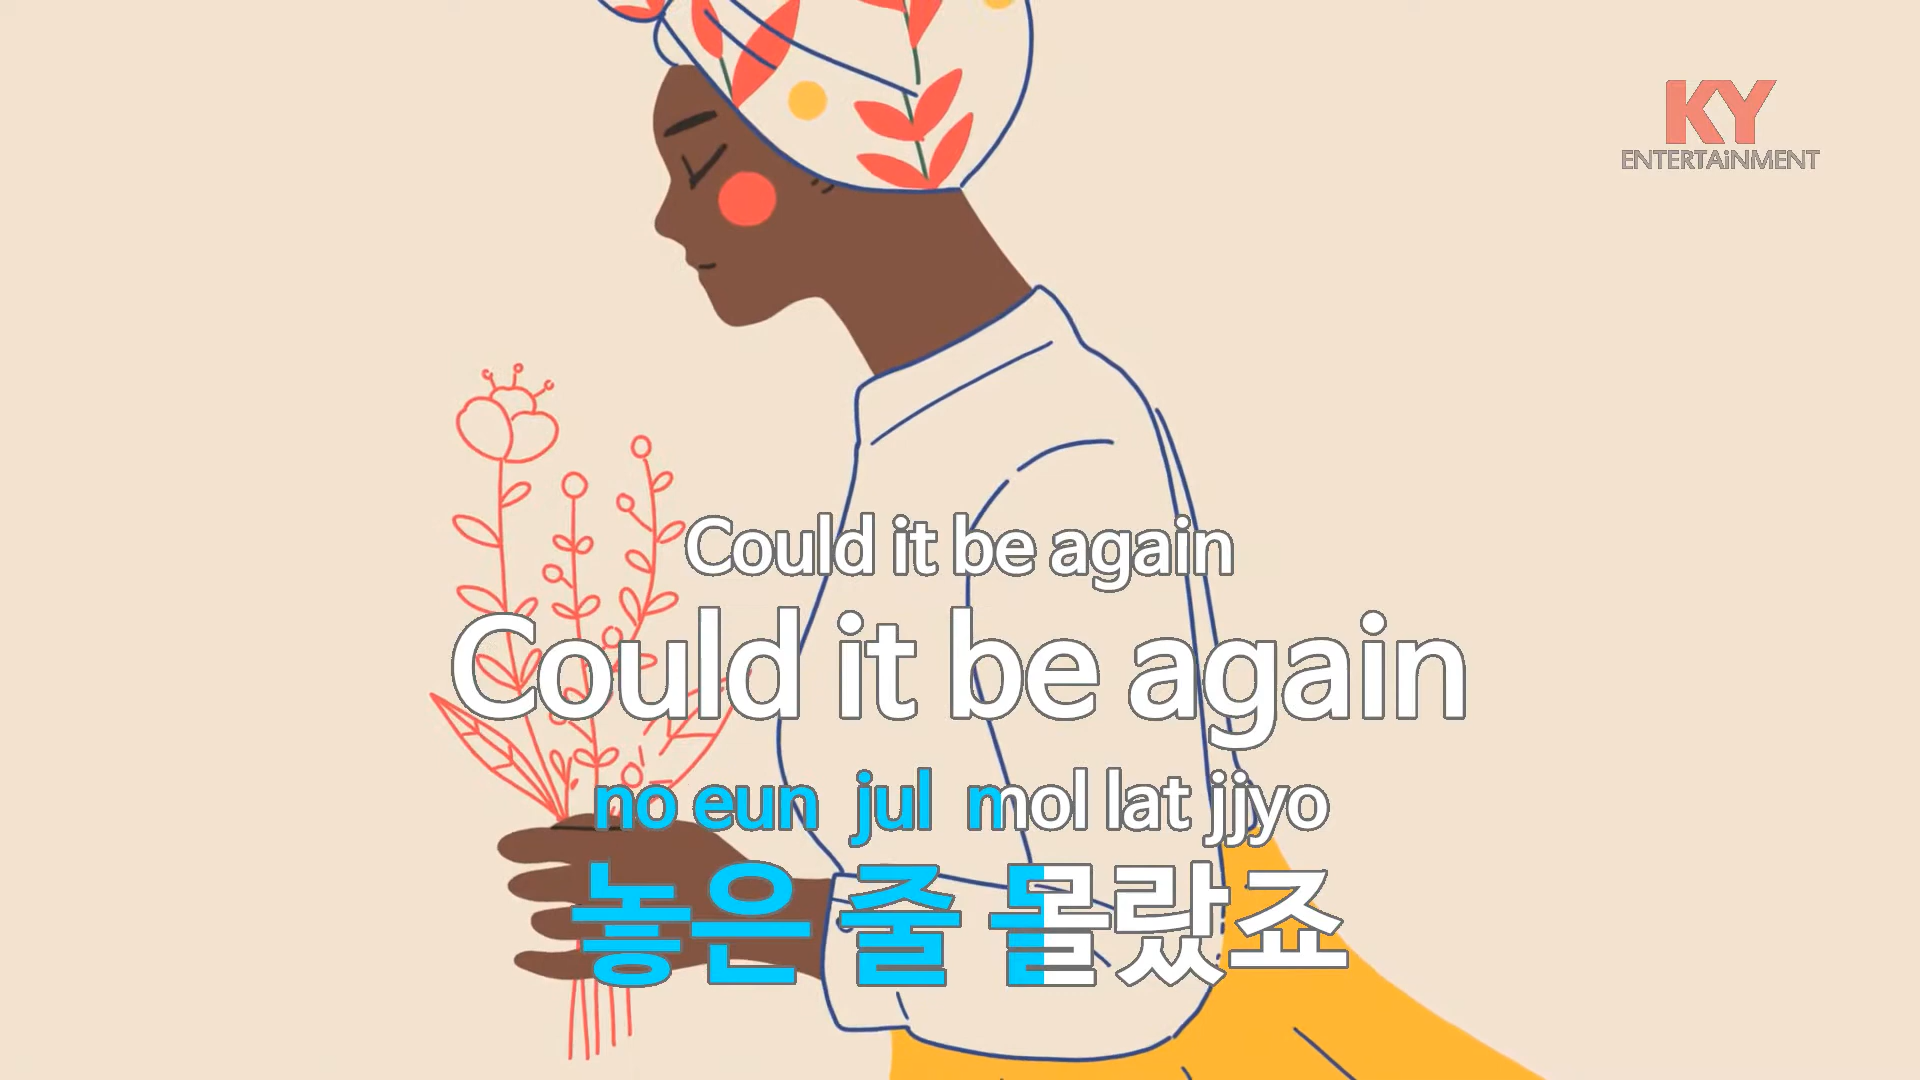 KY
ENTERTAiNMENT
Could it be again
Could it be again
no eun jul mol lat jjyo
놓은 줄 몰랐죠